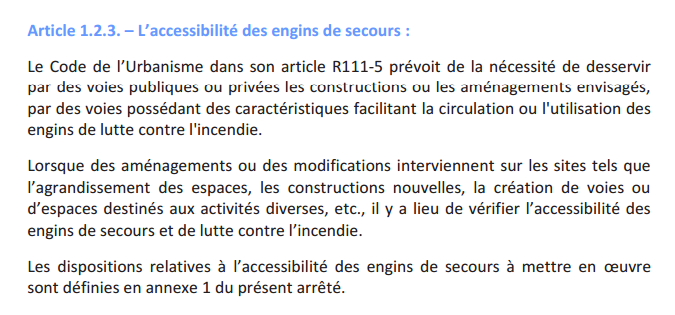 Article 1.2.3. – L’accessibilité des engins de secours :
Le Code de l’Urbanisme dans son article R111-5 prévoit de la nécessité de desservir
par des voies publiques ou privées les constructions ou les aménagements envisagés,
par des voies possédant des caractéristiques facilitant la circulation ou l'utilisation des
engins de lutte contre l'incendie.
Lorsque des aménagements ou des modifications interviennent sur les sites tels que
l’agrandissement des espaces, les constructions nouvelles, la création de voies ou
d’espaces destinés aux activités diverses, etc., il y a lieu de vérifier l’accessibilité des
engins de secours et de lutte contre l’incendie.
Les dispositions relatives à l’accessibilité des engins de secours à mettre en œuvre
sont définies en annexe 1 du présent arrêté.